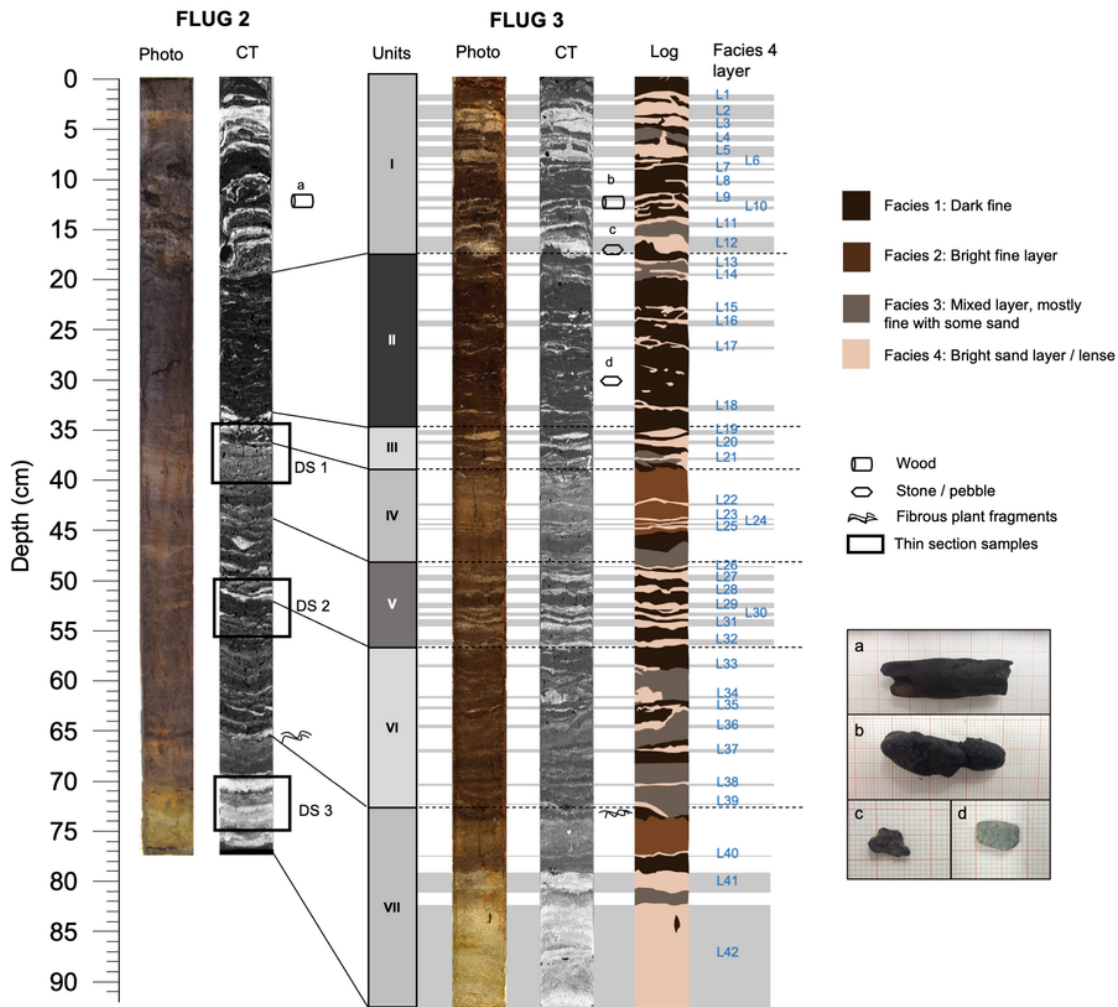 FLUG 2
FLUG 3
Photo
CT
Units
Photo
CT
Log
Facies 4
layer
0
5
10
15
20
25
30
35
40
45
50
55
60
65
70
75
80
85
90
Depth (cm)
a
DS 1
DS 2
DS 3
I
II
III
IV
V
VI
VII
b
c
d
L1
L2
L3
L4
L5
L6
L7
L8
L9
L10
L11
L12
L13
L14
L15
L16
L17
L18
L19
L20
L21
L22
L23
L24
L25
L26
L27
L28
L29
L30
L31
L32
L33
L34
L35
L36
L37
L38
L39
L40
L41
L42
Facies 1: Dark fine
Facies 2: Bright fine layer
Facies 3: Mixed layer, mostly
fine with some sand
Facies 4: Bright sand layer / lense
Wood
Stone / pebble
Fibrous plant fragments
Thin section samples
a
b
c
d